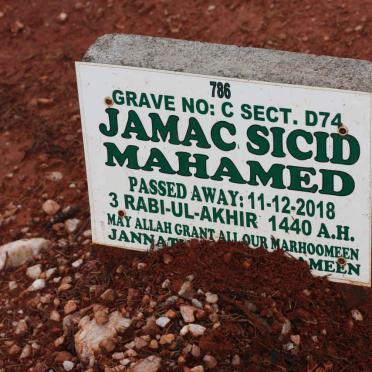 786
GRAVE NO: C SECT. D74
JAMAC SICID
MAHAMED
PASSED AWAY: 11-12-2018
3 RABI-UL-AKHIR 1440 A.H.
MAY ALLAH GRANT ALL OUR MARHOOMEEN
AMEEN